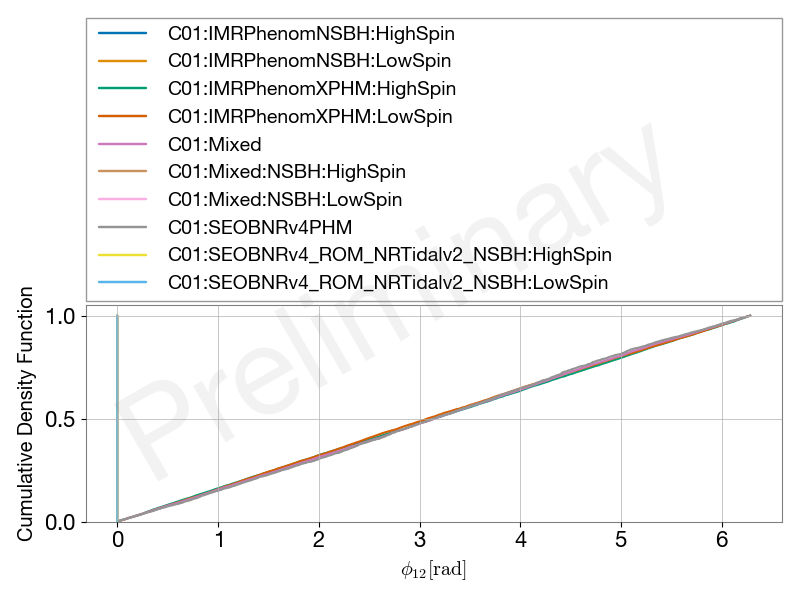 C01:IMRPhenomNSBH:HighSpin
C01:IMRPhenomNSBH:LowSpin
C01:IMRPhenomXPHM:HighSpin
C01:IMRPhenomXPHM:LowSpin
C01:Mixed
C01:Mixed:NSBH:HighSpin
C01:Mixed:NSBH:LowSpin
C01:SEOBNRv4PHM
C01:SEOBNRv4_ROM_NRTidalv2_NSBH:HighSpin
C01:SEOBNRv4_ROM_NRTidalv2_NSBH:LowSpin
Preliminary
Cumulative Density Function
1.0
0.5
0.0
0 1 2 3 4 5 6
ϕ₁₂[rad]